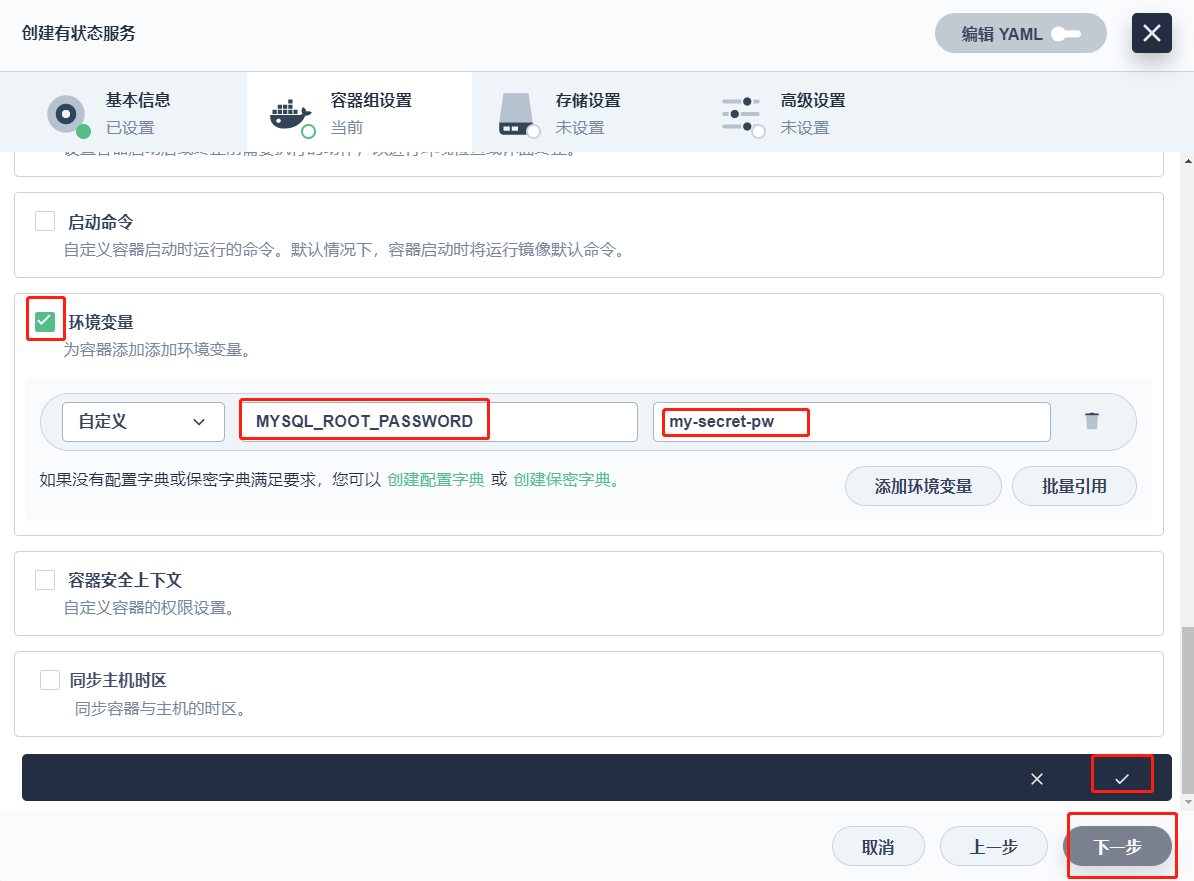 创建有状态服务
编辑 YAML
基本信息
已设置
容器组设置
当前
存储设置
未设置
高级设置
未设置
启动命令
自定义容器启动时运行的命令。默认情况下，容器启动时将运行镜像默认命令。
环境变量
为容器添加添加环境变量。
自定义
MYSQL_ROOT_PASSWORD
my-secret-pw
如果没有配置字典或保密字典满足要求，您可以 创建配置字典 或 创建保密字典。
添加环境变量
批量引用
容器安全上下文
自定义容器的权限设置。
同步主机时区
同步容器与主机的时区。
取消
上一步
下一步